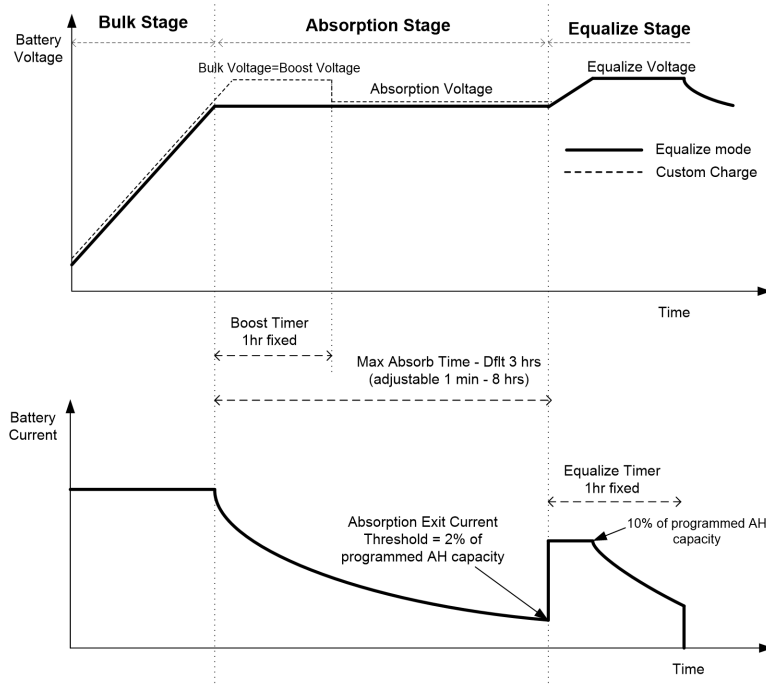 Bulk Stage
Absorption Stage
Equalize Stage
Battery
Voltage
Bulk Voltage=Boost Voltage
Absorption Voltage
Equalize Voltage
Equalize mode
Custom Charge
Time
Boost Timer
1hr fixed
Max Absorb Time - Dflt 3 hrs
(adjustable 1 min - 8 hrs)
Battery
Current
Equalize Timer
1hr fixed
Absorption Exit Current
Threshold = 2% of
programmed AH capacity
10% of programmed AH
capacity
Time